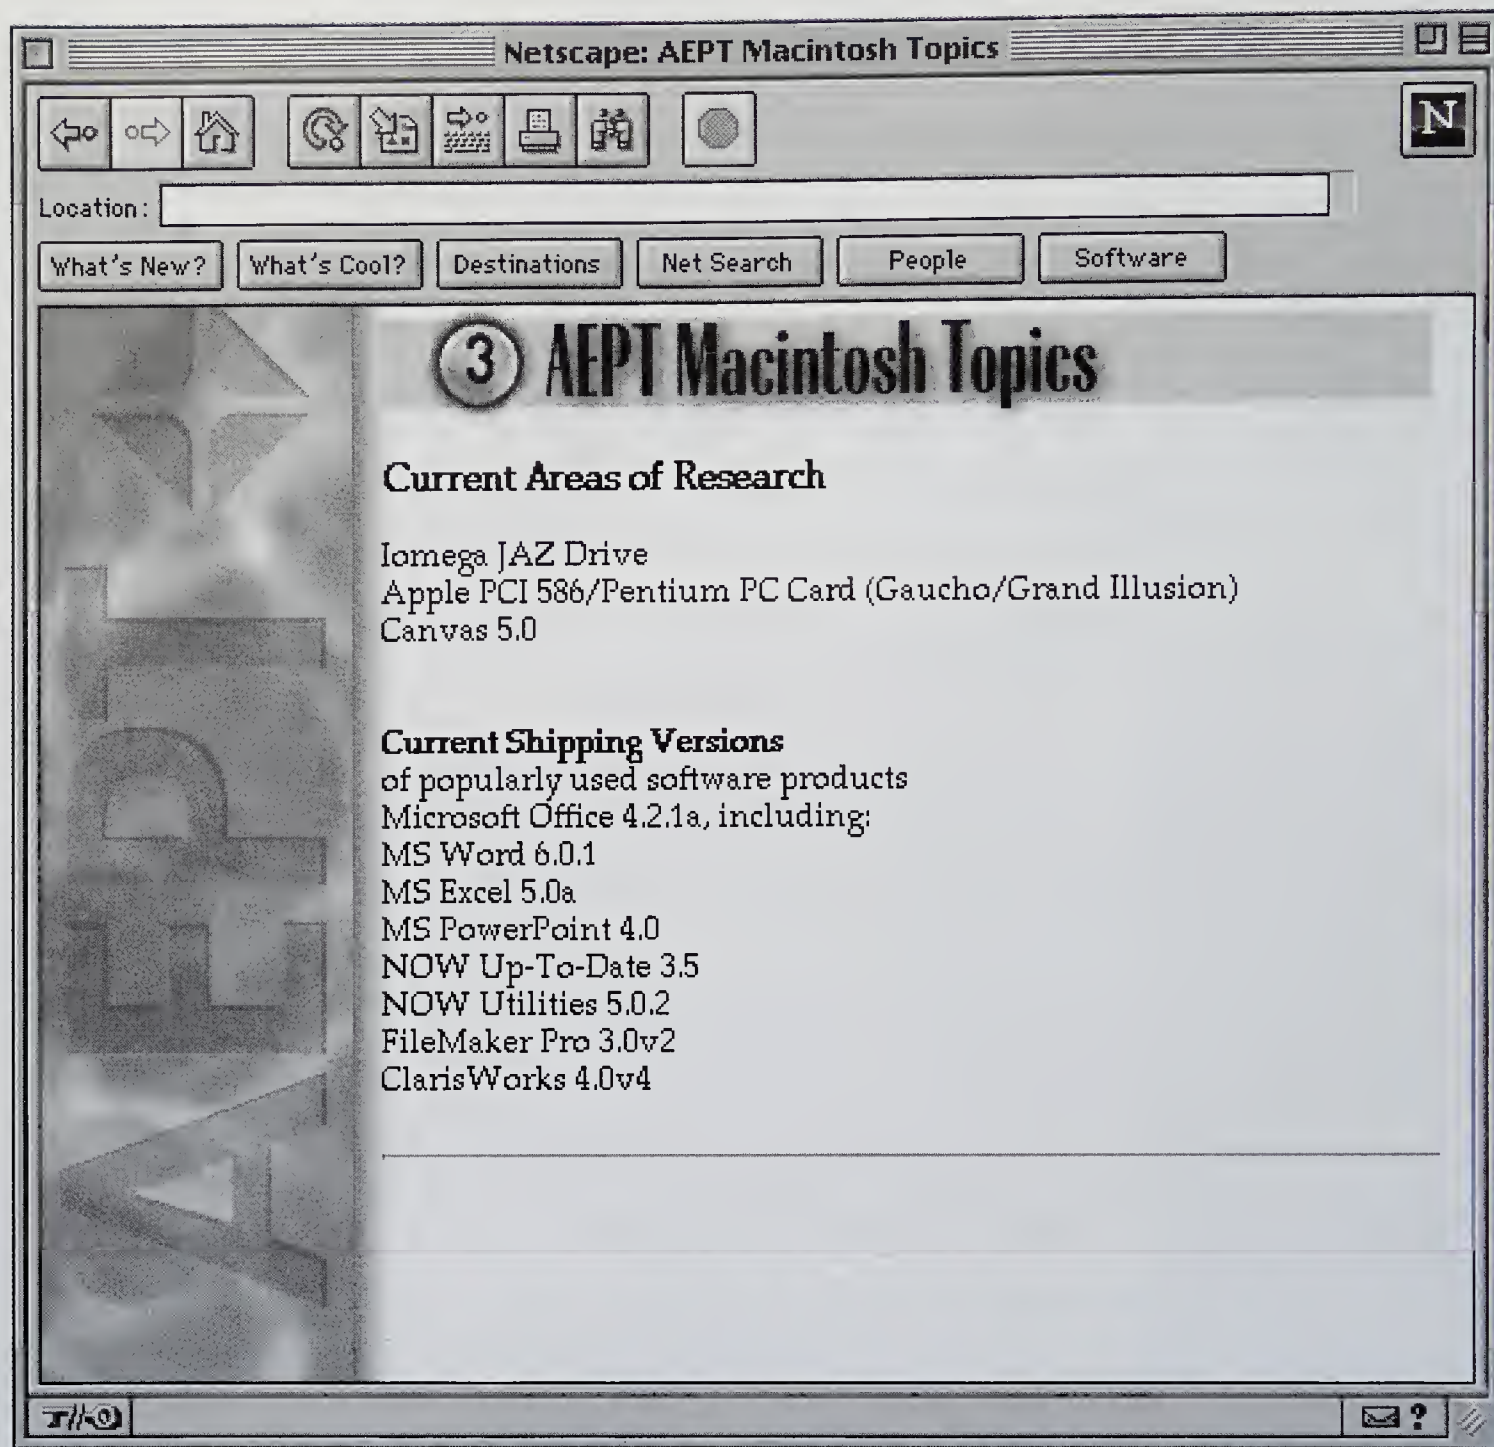 Netscape: AEPT Macintosh Topics
N
Location:
What's New?
What's Cool?
Destinations
Net Search
People
Software
AEPT
3 AEPT Macintosh Topics
Current Areas of Research
Iomega JAZ Drive
Apple PCI 586/Pentium PC Card (Gaucho/Grand Illusion)
Canvas 5.0
Current Shipping Versions
of popularly used software products
Microsoft Office 4.2.1a, including:
MS Word 6.0.1
MS Excel 5.0a
MS PowerPoint 4.0
NOW Up-To-Date 3.5
NOW Utilities 5.0.2
FileMaker Pro 3.0v2
ClarisWorks 4.0v4
?